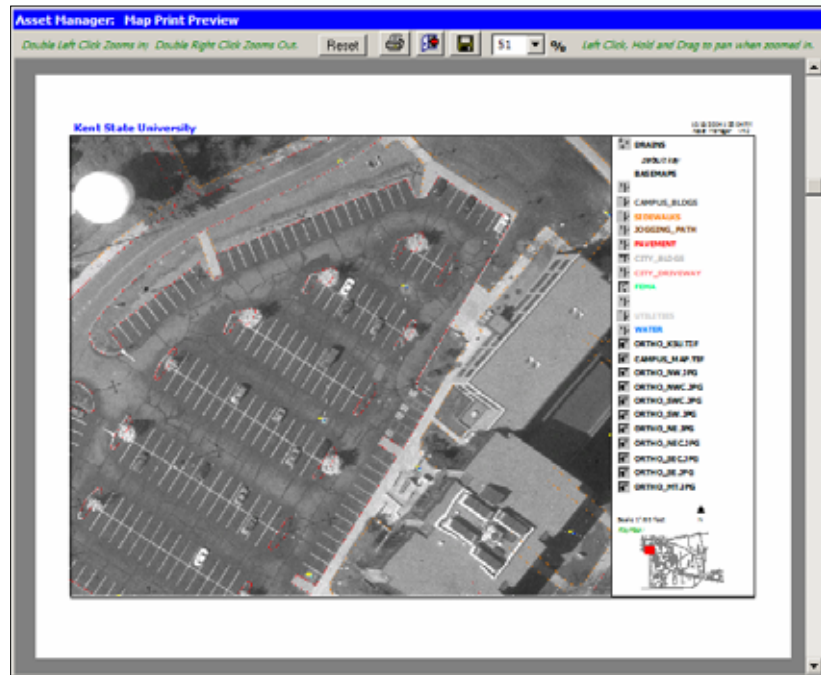 Asset Manager: Map Print Preview
Double Left Click Zooms In; Double Right Click Zooms Out.
Reset
51
%
Left Click, Hold and Drag to pan when zoomed in.
Kent State University
DRAINS
BASEMAPS
CAMPUS_BLDGS
SIDEWALKS
JOGGING_PATH
PAVEMENT
CITY_BLDGS
CITY_DRIVEWAY
FEMA
UTILITIES
WATER
ORTHO_KSU.TIF
CAMPUS_MAP.TIF
ORTHO_NW.JPG
ORTHO_NWC.JPG
ORTHO_SWC.JPG
ORTHO_SW.JPG
ORTHO_NE.JPG
ORTHO_NEC.JPG
ORTHO_SEC.JPG
ORTHO_SE.JPG
ORTHO_MT.JPG